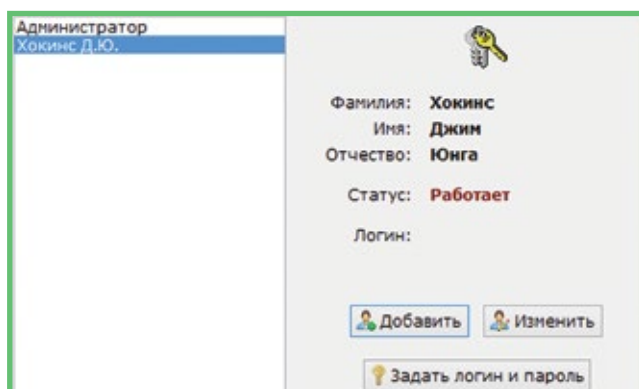 Администратор
Хокинс Д.Ю.
Фамилия: Хокинс
Имя: Джим
Отчество: Юнга
Статус: Работает
Логин:
Добавить Изменить
Задать логин и пароль